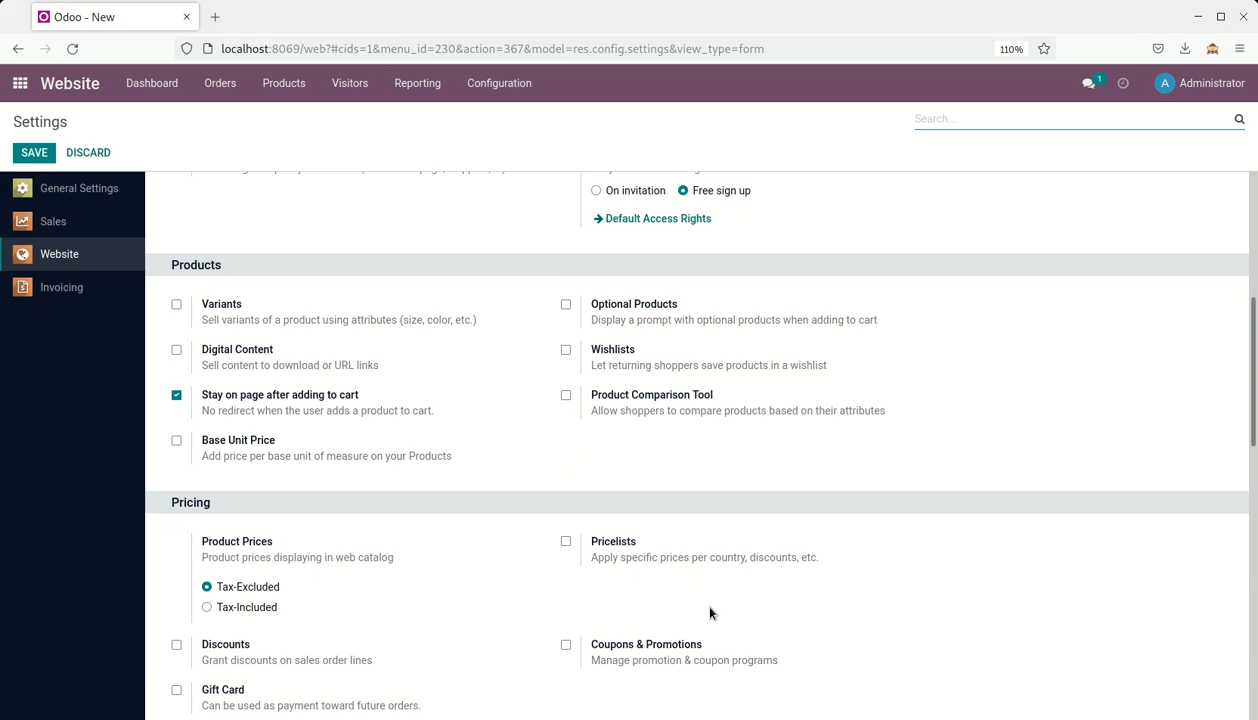 Odoo - New
localhost:8069/web?#cids=1&menu_id=230&action=367&model=res.config.settings&view_type=form
110%
Website
Dashboard
Orders
Products
Visitors
Reporting
Configuration
1
A
Administrator
Settings
Search...
SAVE
DISCARD
General Settings
Sales
Website
Invoicing
On invitation
Free sign up
Default Access Rights
Products
Variants
Sell variants of a product using attributes (size, color, etc.)
Optional Products
Display a prompt with optional products when adding to cart
Digital Content
Sell content to download or URL links
Wishlists
Let returning shoppers save products in a wishlist
Stay on page after adding to cart
No redirect when the user adds a product to cart.
Product Comparison Tool
Allow shoppers to compare products based on their attributes
Base Unit Price
Add price per base unit of measure on your Products
Pricing
Product Prices
Product prices displaying in web catalog
Tax-Excluded
Tax-Included
Pricelists
Apply specific prices per country, discounts, etc.
Discounts
Grant discounts on sales order lines
Coupons & Promotions
Manage promotion & coupon programs
Gift Card
Can be used as payment toward future orders.